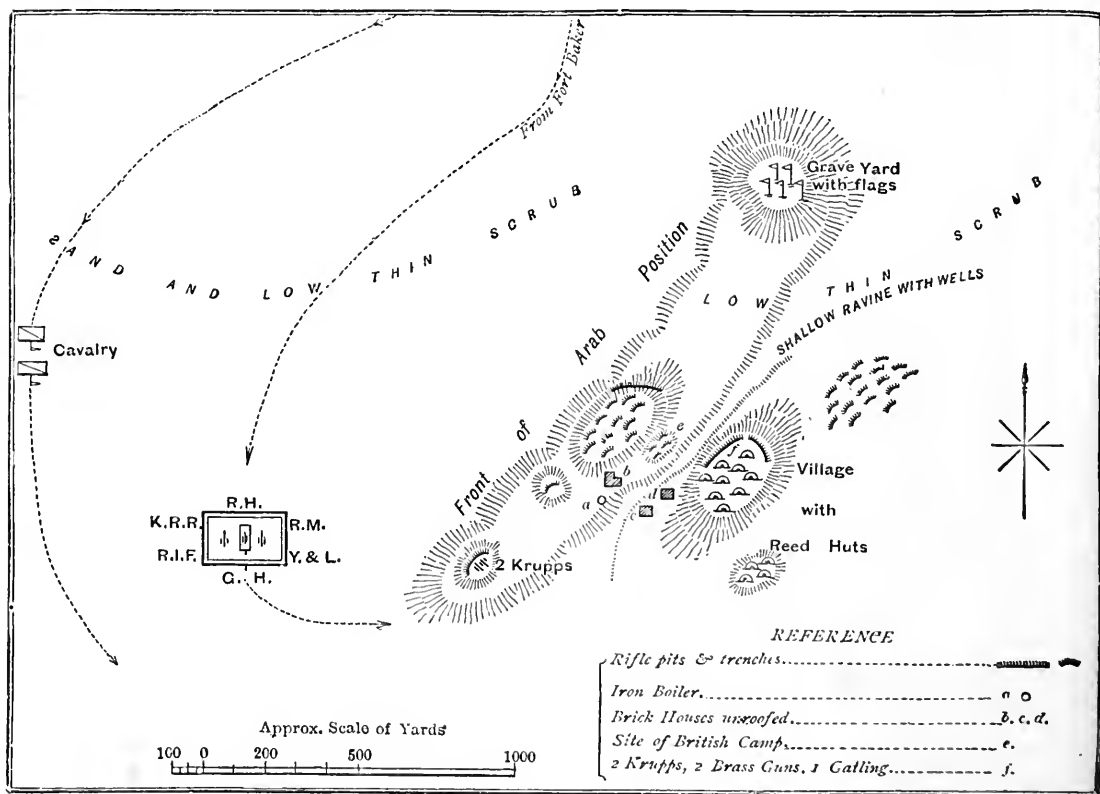 From Fort Baker
Grave Yard
with flags
SAND AND LOW THIN SCRUB
LOW THIN SCRUB
SHALLOW RAVINE WITH WELLS
Front of Arab Position
Cavalry
R.H.
K.R.R. R.M.
R.I.F. Y. & L.
G. H.
e
b
a
d
c
f
Village
with
Reed Huts
2 Krupps
REFERENCE
Rifle pits & trenches
Iron Boiler. a o
Brick Houses unroofed b. c. d.
Site of British Camp e.
2 Krupps, 2 Brass Guns, 1 Gatling f.
Approx. Scale of Yards
100 0 200 500 1000